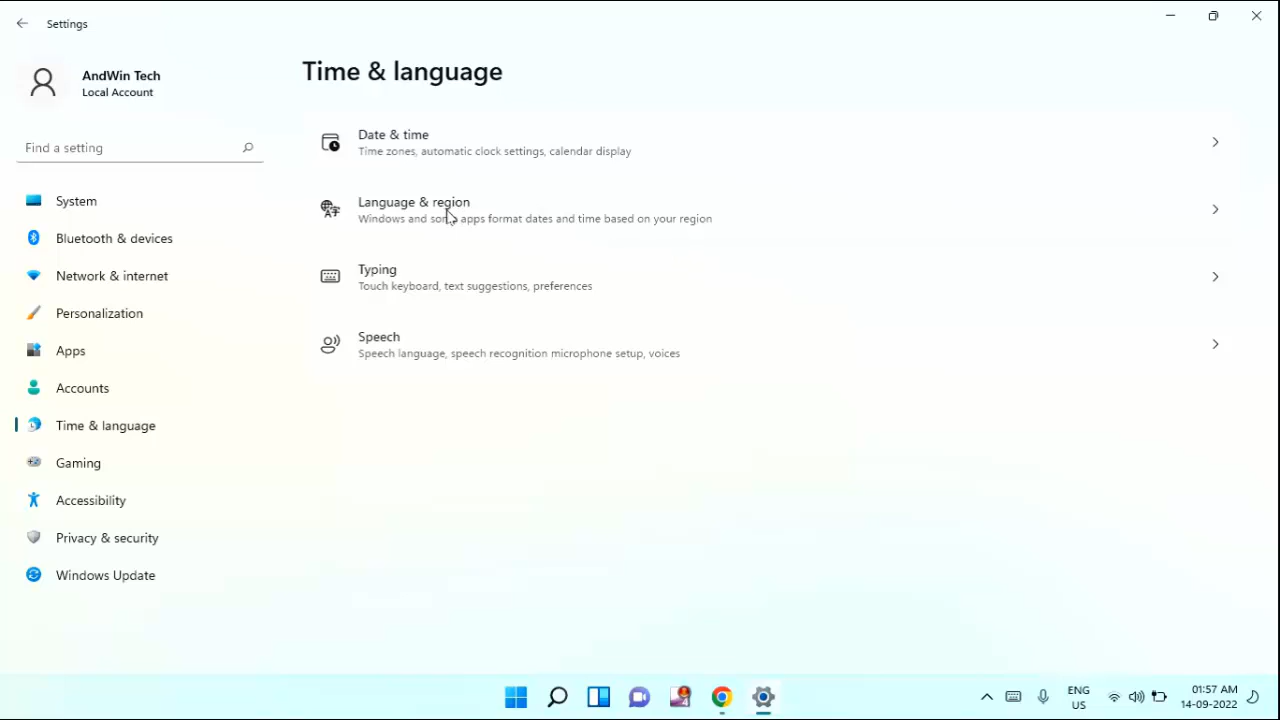 Settings
AndWin Tech
Local Account
Find a setting
System
Bluetooth & devices
Network & internet
Personalization
Apps
Accounts
Time & language
Gaming
Accessibility
Privacy & security
Windows Update
Time & language
Date & time
Time zones, automatic clock settings, calendar display
Language & region
Windows and some apps format dates and time based on your region
Typing
Touch keyboard, text suggestions, preferences
Speech
Speech language, speech recognition microphone setup, voices
4
ENG
US
01:57 AM
14-09-2022